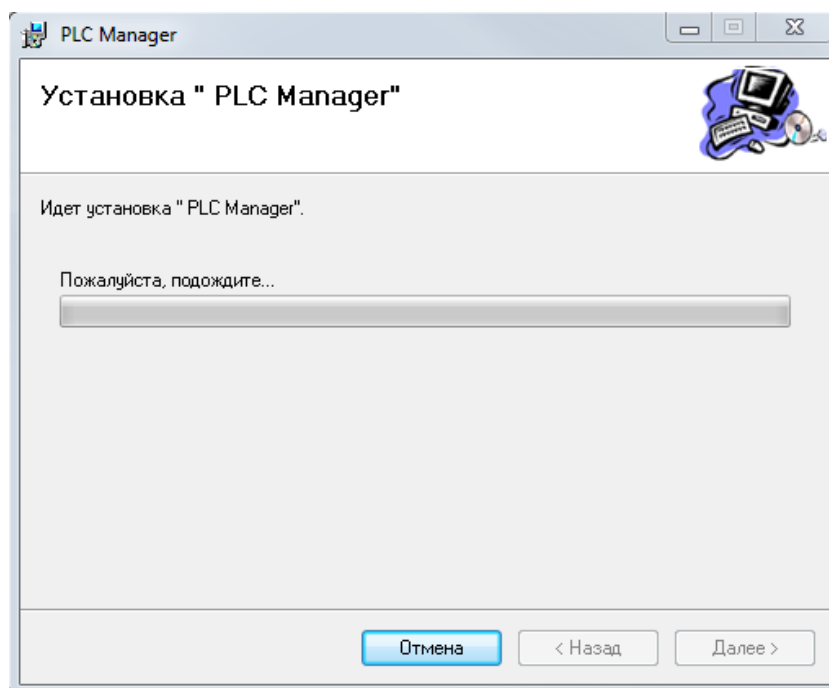 PLC Manager
Установка " PLC Manager"
Идет установка " PLC Manager".
Пожалуйста, подождите...
Отмена
< Назад
Далее >